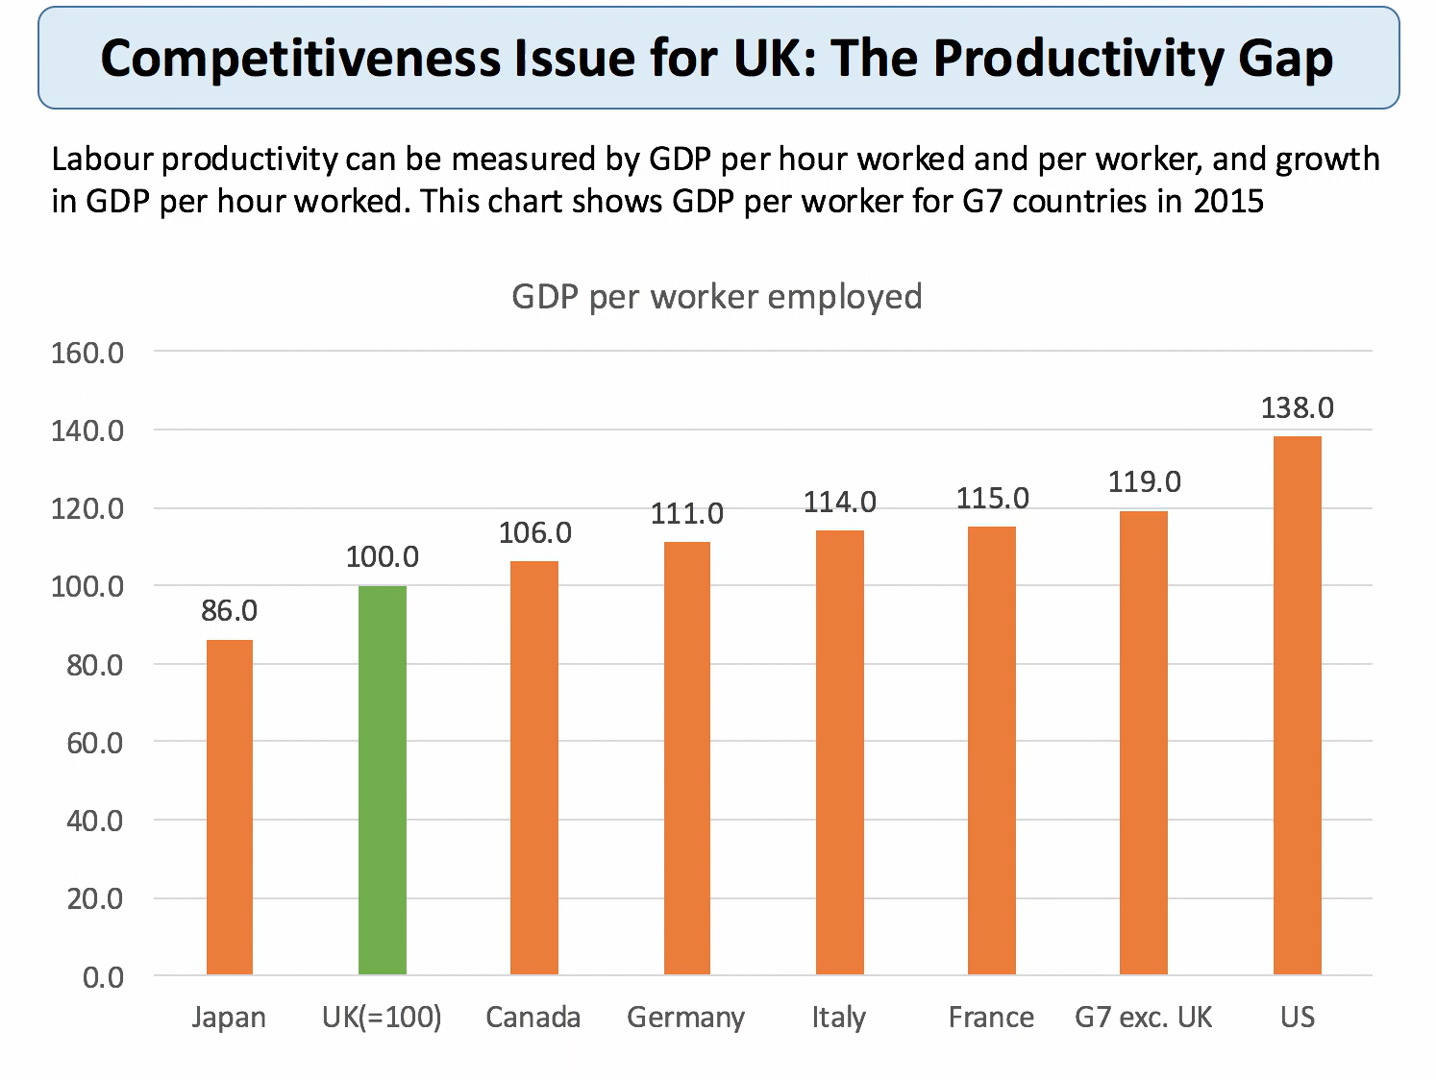 Competitiveness Issue for UK: The Productivity Gap
Labour productivity can be measured by GDP per hour worked and per worker, and growth
in GDP per hour worked. This chart shows GDP per worker for G7 countries in 2015
GDP per worker employed
160.0
140.0
120.0
100.0
80.0
60.0
40.0
20.0
0.0
86.0
100.0
106.0
111.0
114.0
115.0
119.0
138.0
Japan
UK(=100)
Canada
Germany
Italy
France
G7 exc. UK
US